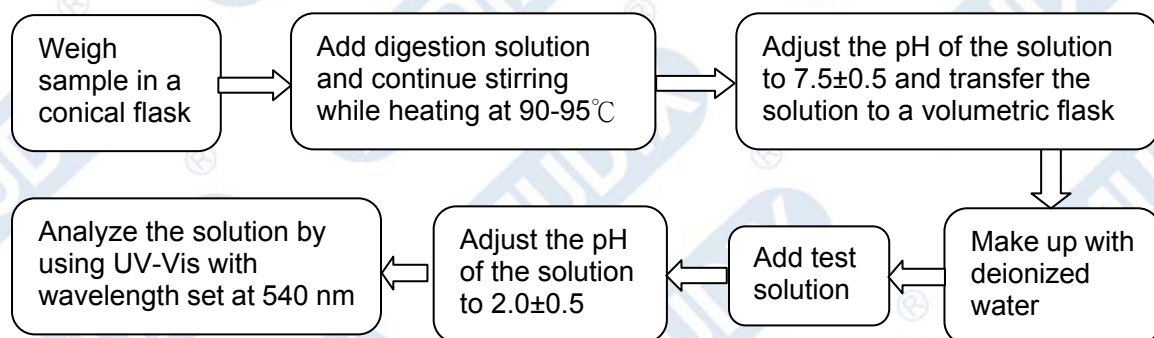 Weigh
sample in a
conical flask
Add digestion solution
and continue stirring
while heating at 90-95℃
Adjust the pH of the solution
to 7.5±0.5 and transfer the
solution to a volumetric flask
Make up with
deionized
water
Add test
solution
Adjust the pH
of the solution
to 2.0±0.5
Analyze the solution by
using UV-Vis with
wavelength set at 540 nm